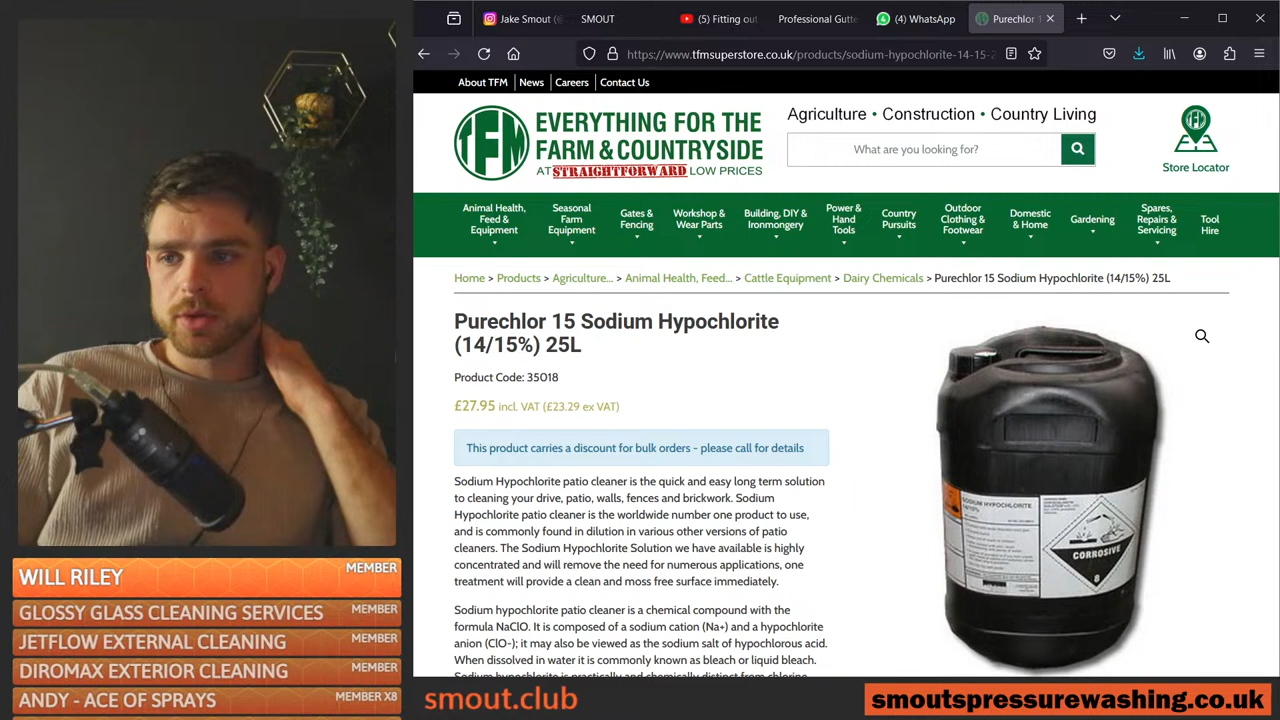 Jake Smout (
SMOUT
(5) Fitting out
Professional Gutte
(4) WhatsApp
Purechlor 1
https://www.tfmsuperstore.co.uk/products/sodium-hypochlorite-14-15-2
About TFM
News
Careers
Contact Us
TFM
EVERYTHING FOR THE
FARM & COUNTRYSIDE
AT STRAIGHTFORWARD LOW PRICES
Agriculture • Construction • Country Living
What are you looking for?
Store Locator
Animal Health, Feed & Equipment
Seasonal Farm Equipment
Gates & Fencing
Workshop & Wear Parts
Building, DIY & Ironmongery
Power & Hand Tools
Country Pursuits
Outdoor Clothing & Footwear
Domestic & Home
Gardening
Spares, Repairs & Servicing
Tool Hire
Home > Products > Agriculture... > Animal Health, Feed... > Cattle Equipment > Dairy Chemicals > Purechlor 15 Sodium Hypochlorite (14/15%) 25L
Purechlor 15 Sodium Hypochlorite
(14/15%) 25L
Product Code: 35018
£27.95 incl. VAT (£23.29 ex VAT)
This product carries a discount for bulk orders - please call for details
Sodium Hypochlorite patio cleaner is the quick and easy long term solution
to cleaning your drive, patio, walls, fences and brickwork. Sodium
Hypochlorite patio cleaner is the worldwide number one product to use,
and is commonly found in dilution in various other versions of patio
cleaners. The Sodium Hypochlorite Solution we have available is highly
concentrated and will remove the need for numerous applications, one
treatment will provide a clean and moss free surface immediately.
Sodium hypochlorite patio cleaner is a chemical compound with the
formula NaClO. It is composed of a sodium cation (Na+) and a hypochlorite
anion (ClO-); it may also be viewed as the sodium salt of hypochlorous acid.
When dissolved in water it is commonly known as bleach or liquid bleach.
Sodium hypochlorite is practically and chemically distinct from chlorine
SODIUM HYPOCHLORITE
CORROSIVE
8
WILL RILEY MEMBER
GLOSSY GLASS CLEANING SERVICES MEMBER
JETFLOW EXTERNAL CLEANING MEMBER
DIROMAX EXTERIOR CLEANING MEMBER
ANDY - ACE OF SPRAYS MEMBER X8
smout.club
smoutspressurewashing.co.uk